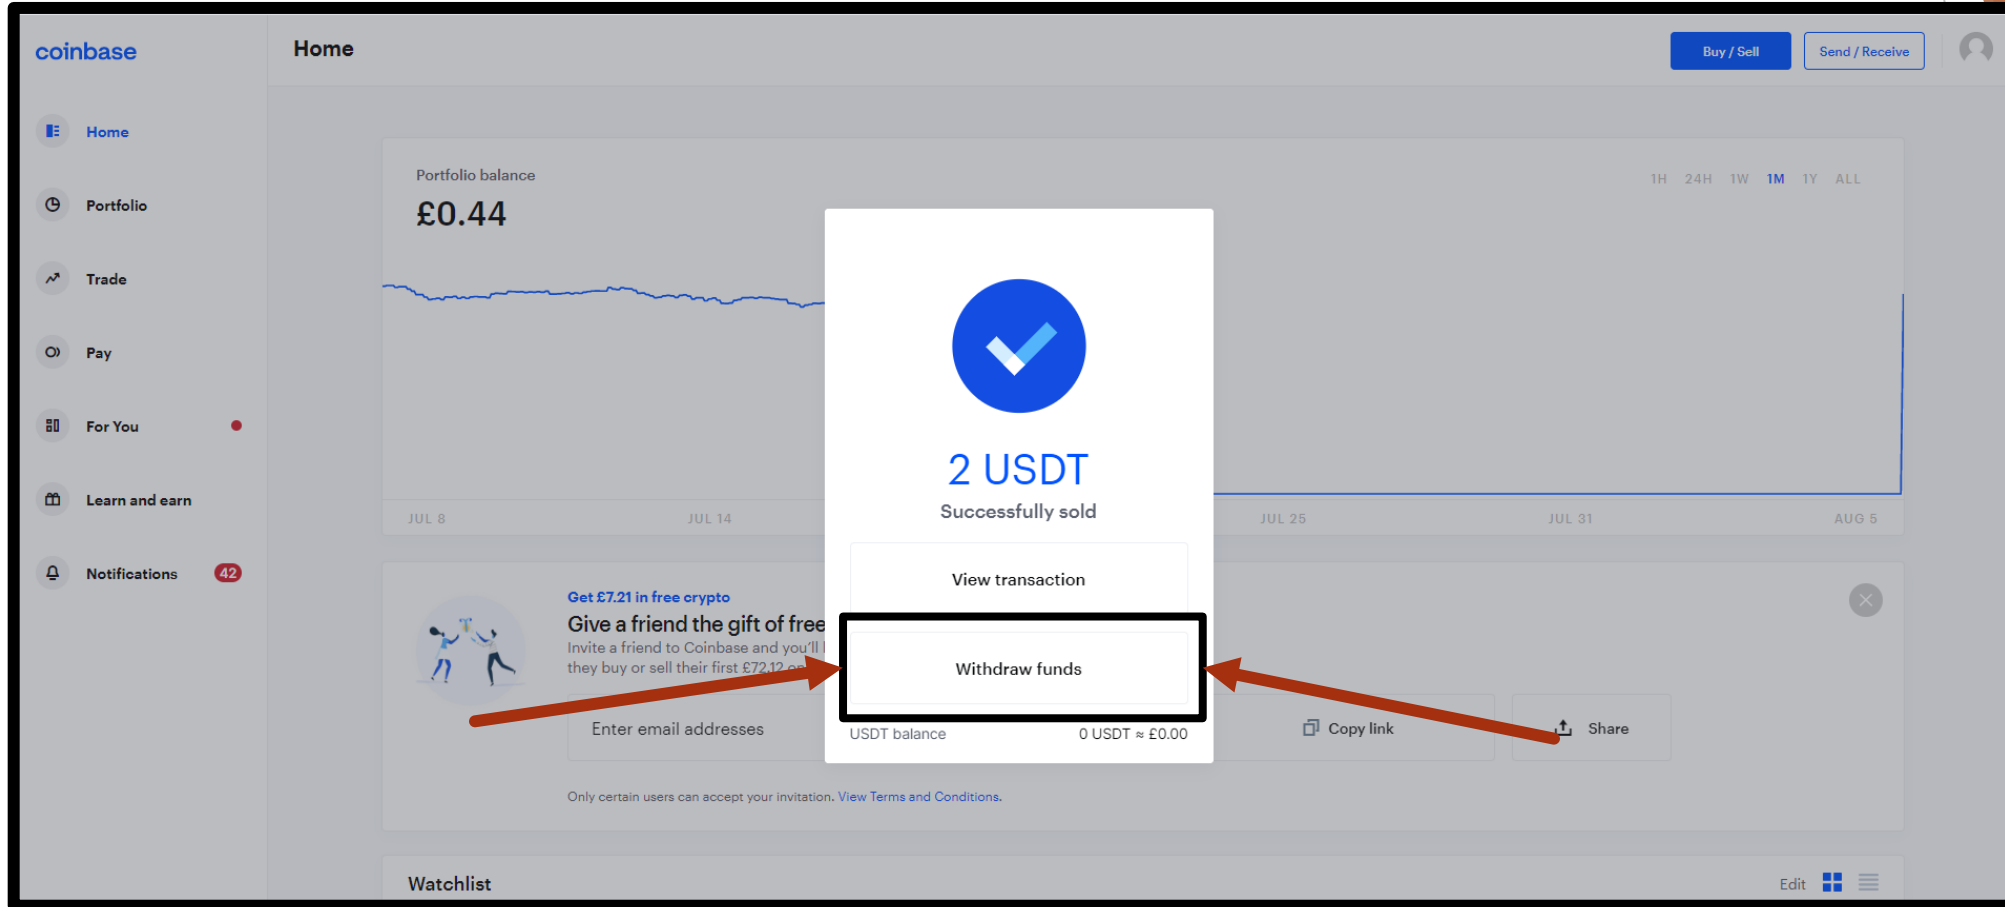 coinbase
Home
Buy / Sell
Send / Receive
Home
Portfolio
Trade
Pay
For You
Learn and earn
Notifications
42
Portfolio balance
£0.44
1H 24H 1W 1M 1Y ALL
JUL 8
JUL 14
JUL 25
JUL 31
AUG 5
2 USDT
Successfully sold
View transaction
Withdraw funds
USDT balance
0 USDT ≈ £0.00
Get £7.21 in free crypto
Give a friend the gift of free
Invite a friend to Coinbase and you'll
they buy or sell their first £72.12
Enter email addresses
Copy link
Share
Only certain users can accept your invitation. View Terms and Conditions.
Watchlist
Edit